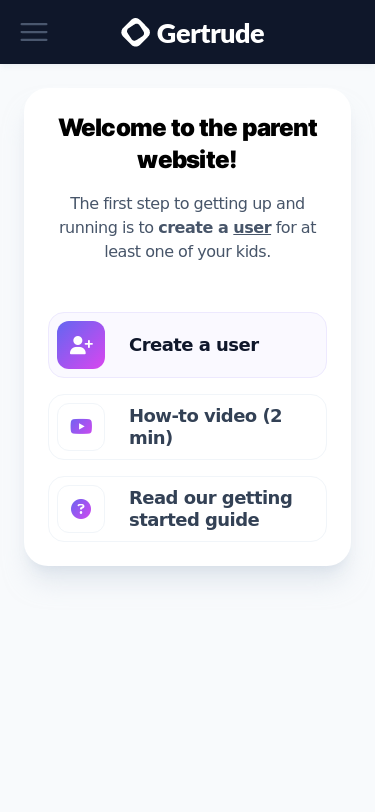 Gertrude
Welcome to the parent
website!
The first step to getting up and
running is to create a user for at
least one of your kids.
Create a user
How-to video (2
min)
Read our getting
started guide